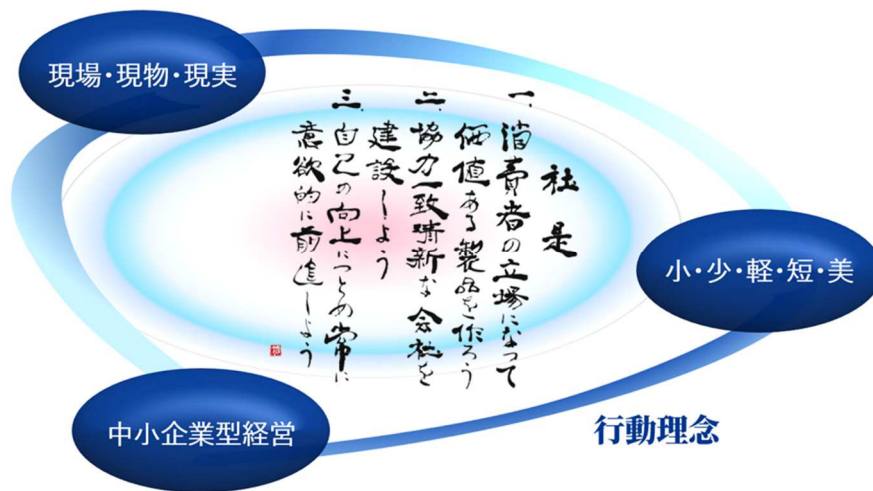 現場・現物・現実
社是
一、消費者の立場になって
価値ある製品を作ろう
二、協力一致清新な会社を
建設しよう
三、自己の向上につとめ常に
意欲的に前進しよう
小・少・軽・短・美
中小企業型経営
行動理念